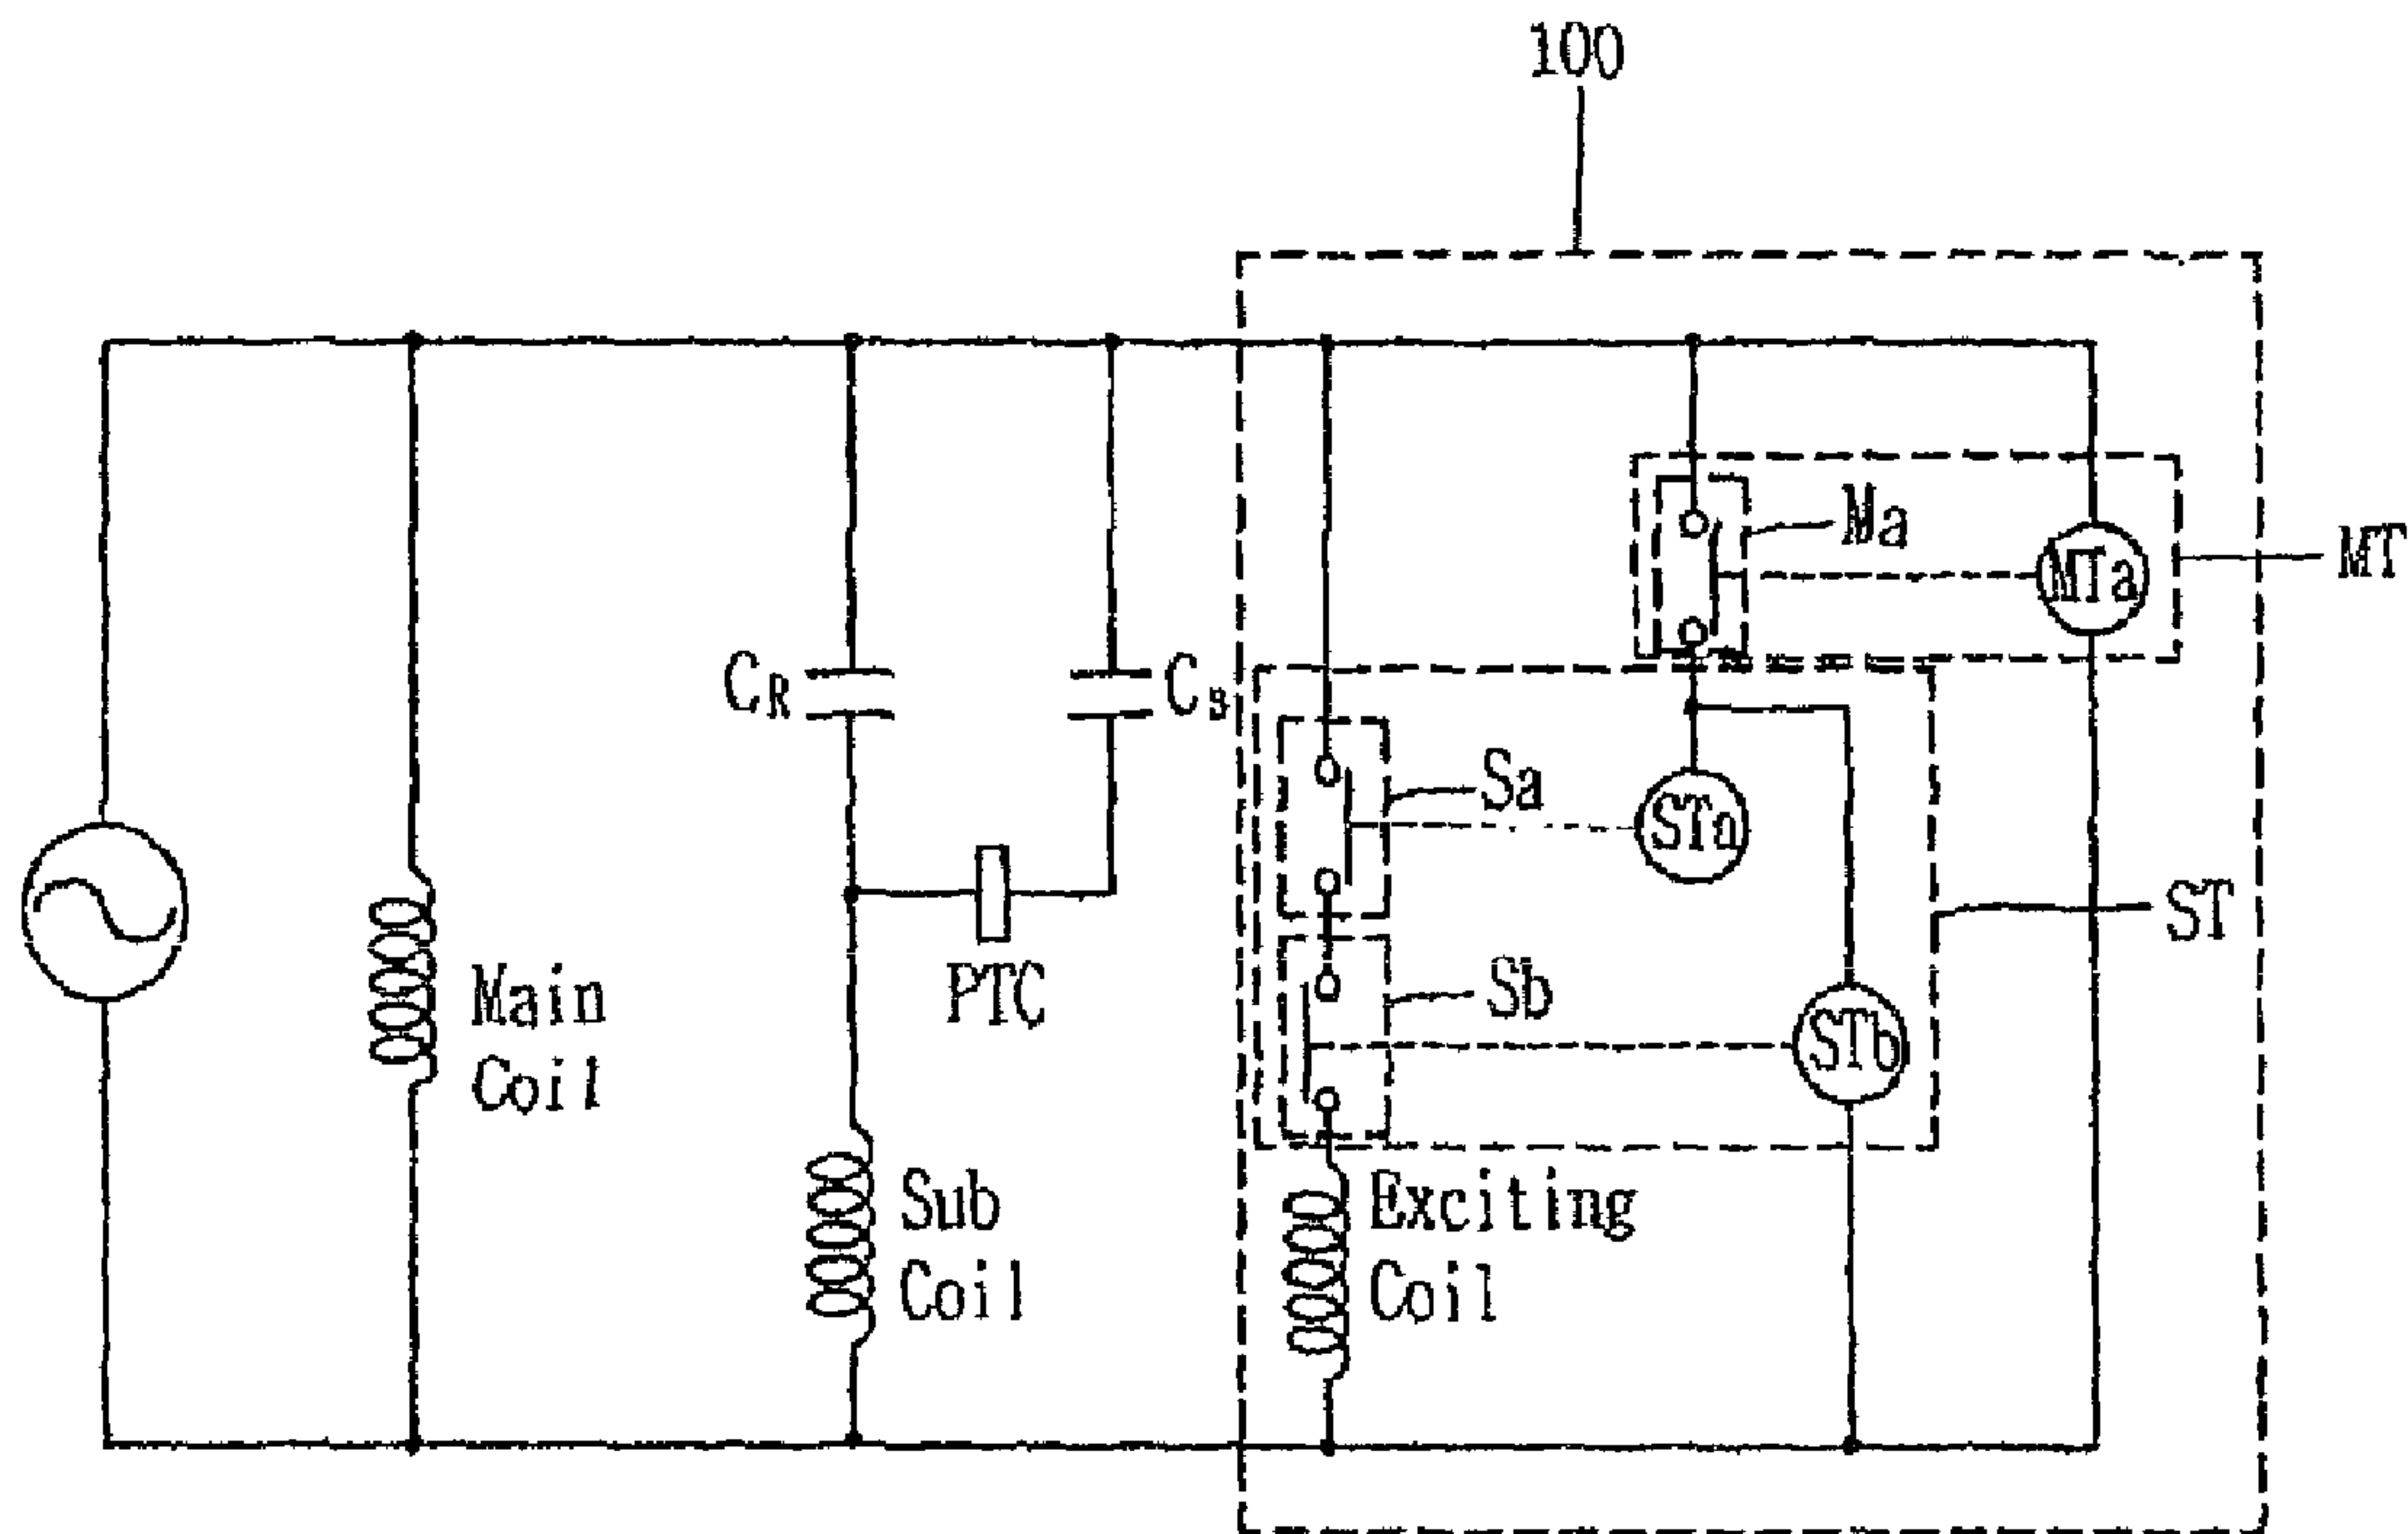 100
Ma
MTa
MT
CR
Cs
Sa
STa
ST
PTC
Sb
STb
Main
Coil
Sub
Coil
Exciting
Coil